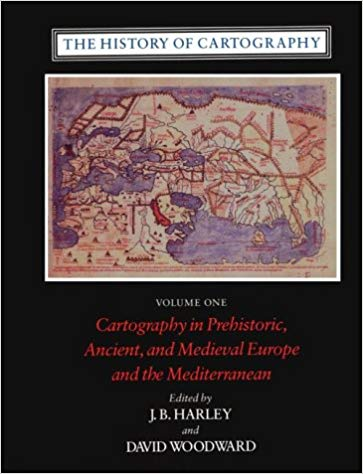 THE HISTORY OF CARTOGRAPHY
VOLUME ONE
Cartography in Prehistoric,
Ancient, and Medieval Europe
and the Mediterranean
Edited by
J. B. HARLEY
and
DAVID WOODWARD